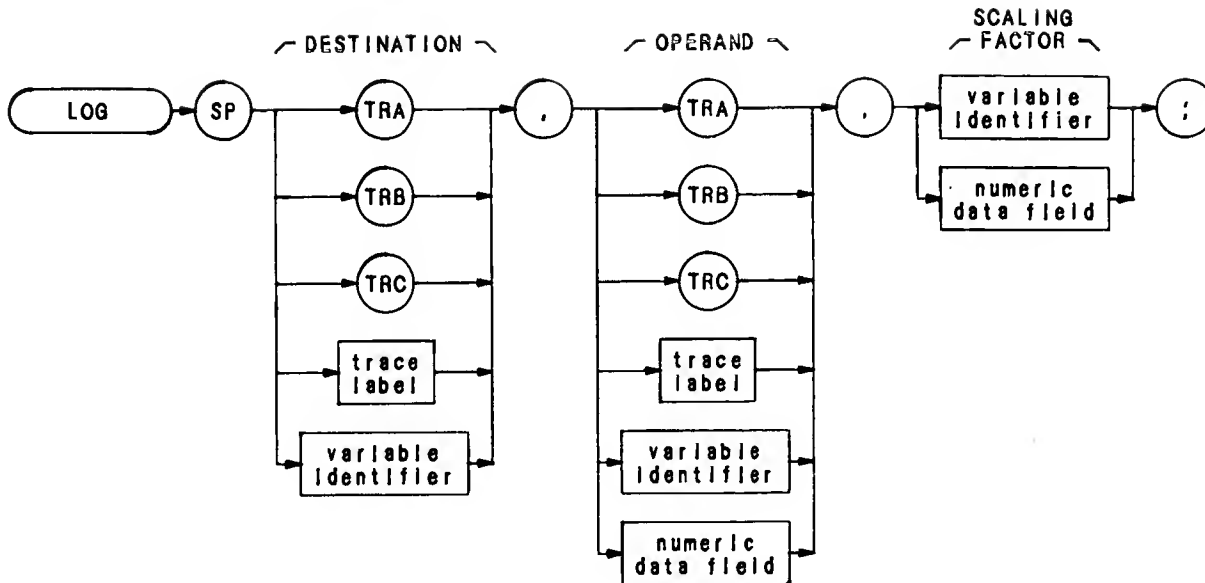 DESTINATION
OPERAND
SCALING
FACTOR
LOG
SP
TRA
,
TRA
,
variable
identifier
;
TRB
TRB
numeric
data field
TRC
TRC
trace
label
trace
label
variable
identifier
variable
identifier
numeric
data field